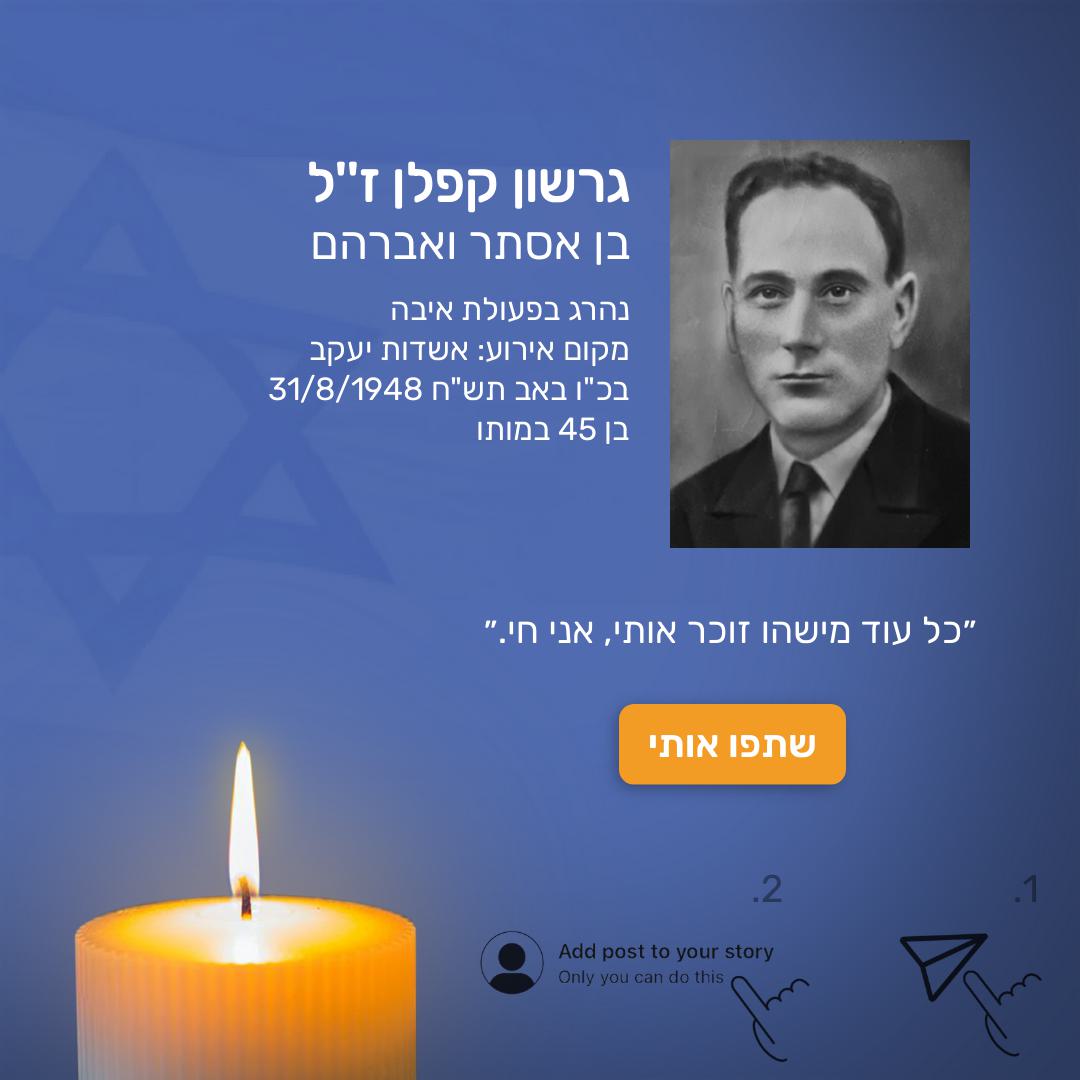 גרשון קפלן ז"ל
בן אסתר ואברהם
נהרג בפעולת איבה
מקום אירוע: אשדות יעקב
בכ"ו באב תש"ח 31/8/1948
בן 45 במותו
״כל עוד מישהו זוכר אותי, אני חי.״
שתפו אותי
1.
2.
Add post to your story
Only you can do this